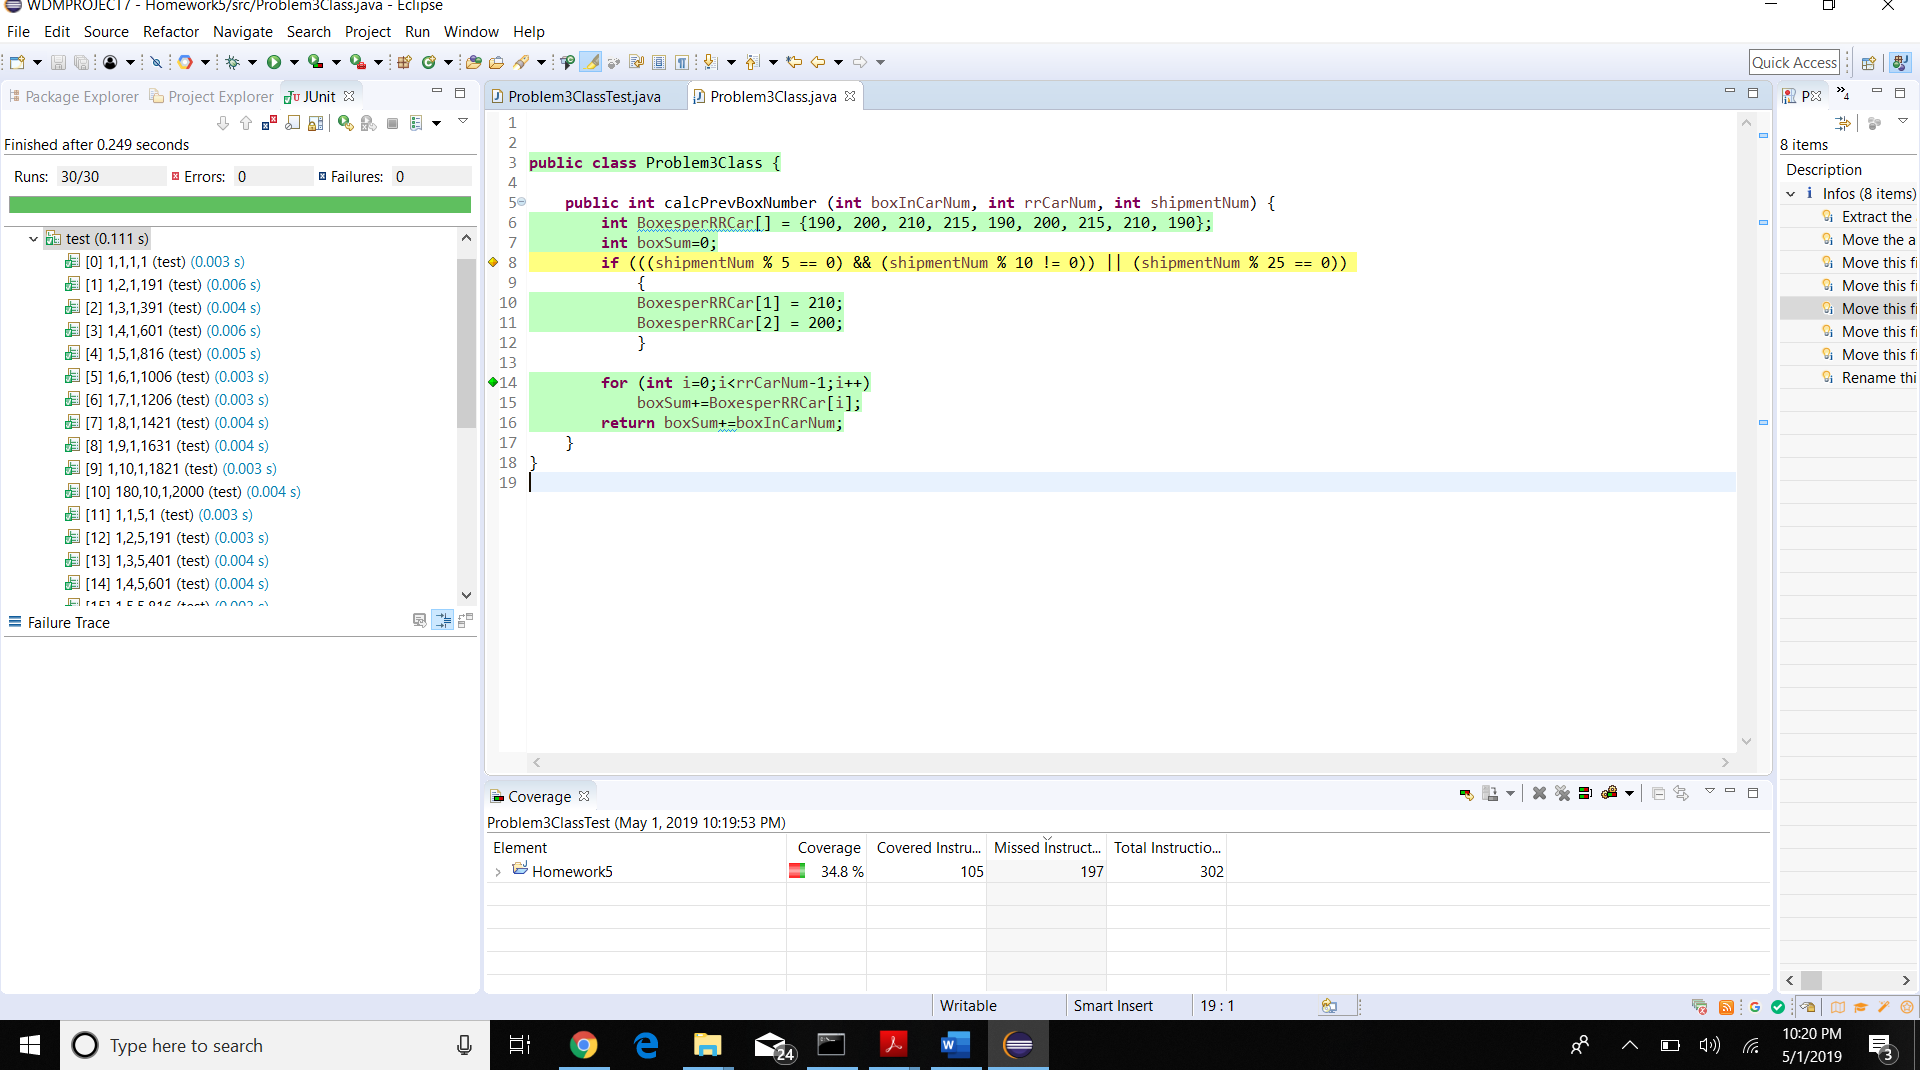 WDMPROJECT7 - Homework5/src/Problem3Class.java - Eclipse
File Edit Source Refactor Navigate Search Project Run Window Help
Quick Access
Package Explorer Project Explorer JUnit
Finished after 0.249 seconds
Runs: 30/30 Errors: 0 Failures: 0
test (0.111 s)
[0] 1,1,1,1 (test) (0.003 s)
[1] 1,2,1,191 (test) (0.006 s)
[2] 1,3,1,391 (test) (0.004 s)
[3] 1,4,1,601 (test) (0.006 s)
[4] 1,5,1,816 (test) (0.005 s)
[5] 1,6,1,1006 (test) (0.003 s)
[6] 1,7,1,1206 (test) (0.003 s)
[7] 1,8,1,1421 (test) (0.004 s)
[8] 1,9,1,1631 (test) (0.004 s)
[9] 1,10,1,1821 (test) (0.003 s)
[10] 180,10,1,2000 (test) (0.004 s)
[11] 1,1,5,1 (test) (0.003 s)
[12] 1,2,5,191 (test) (0.003 s)
[13] 1,3,5,401 (test) (0.004 s)
[14] 1,4,5,601 (test) (0.004 s)
[15] 1,5,5,816 (test)
Failure Trace
Problem3ClassTest.java Problem3Class.java
1
2
3 public class Problem3Class {
4
5 public int calcPrevBoxNumber (int boxInCarNum, int rrCarNum, int shipmentNum) {
6 int BoxesperRRCar[] = {190, 200, 210, 215, 190, 200, 215, 210, 190};
7 int boxSum=0;
8 if (((shipmentNum % 5 == 0) && (shipmentNum % 10 != 0)) || (shipmentNum % 25 == 0))
9 {
10 BoxesperRRCar[1] = 210;
11 BoxesperRRCar[2] = 200;
12 }
13
14 for (int i=0;i<rrCarNum-1;i++)
15 boxSum+=BoxesperRRCar[i];
16 return boxSum+=boxInCarNum;
17 }
18 }
19
P
4
8 items
Description
Infos (8 items)
Extract the
Move the a
Move this fi
Move this fi
Move this fi
Move this fi
Move this fi
Rename thi
Coverage
Problem3ClassTest (May 1, 2019 10:19:53 PM)
Element Coverage Covered Instru... Missed Instruct... Total Instructio...
Homework5 34.8 % 105 197 302
Writable Smart Insert 19 : 1
Type here to search
24
10:20 PM
5/1/2019
3